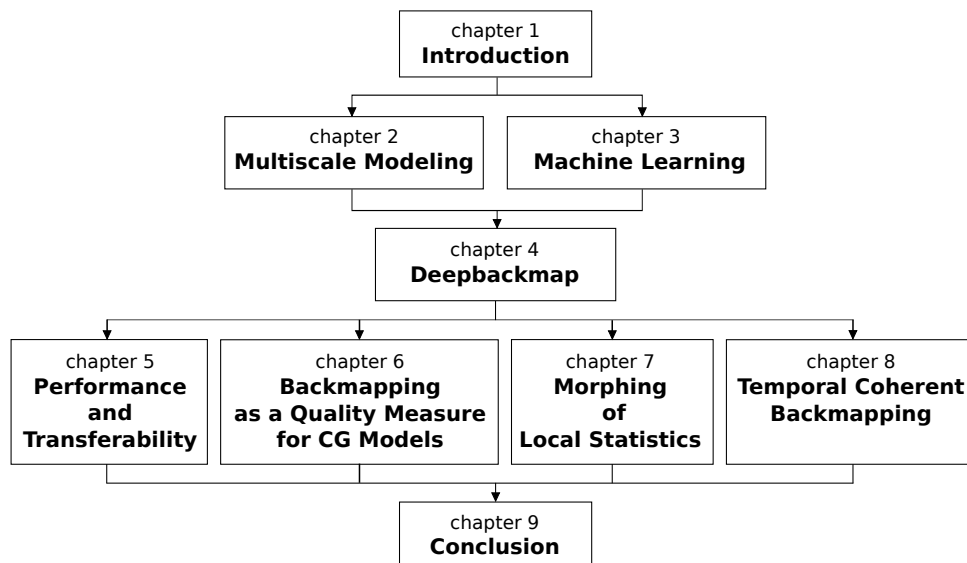 chapter 1
Introduction
chapter 2
Multiscale Modeling
chapter 3
Machine Learning
chapter 4
Deepbackmap
chapter 5
Performance
and
Transferability
chapter 6
Backmapping
as a Quality Measure
for CG Models
chapter 7
Morphing
of
Local Statistics
chapter 8
Temporal Coherent
Backmapping
chapter 9
Conclusion